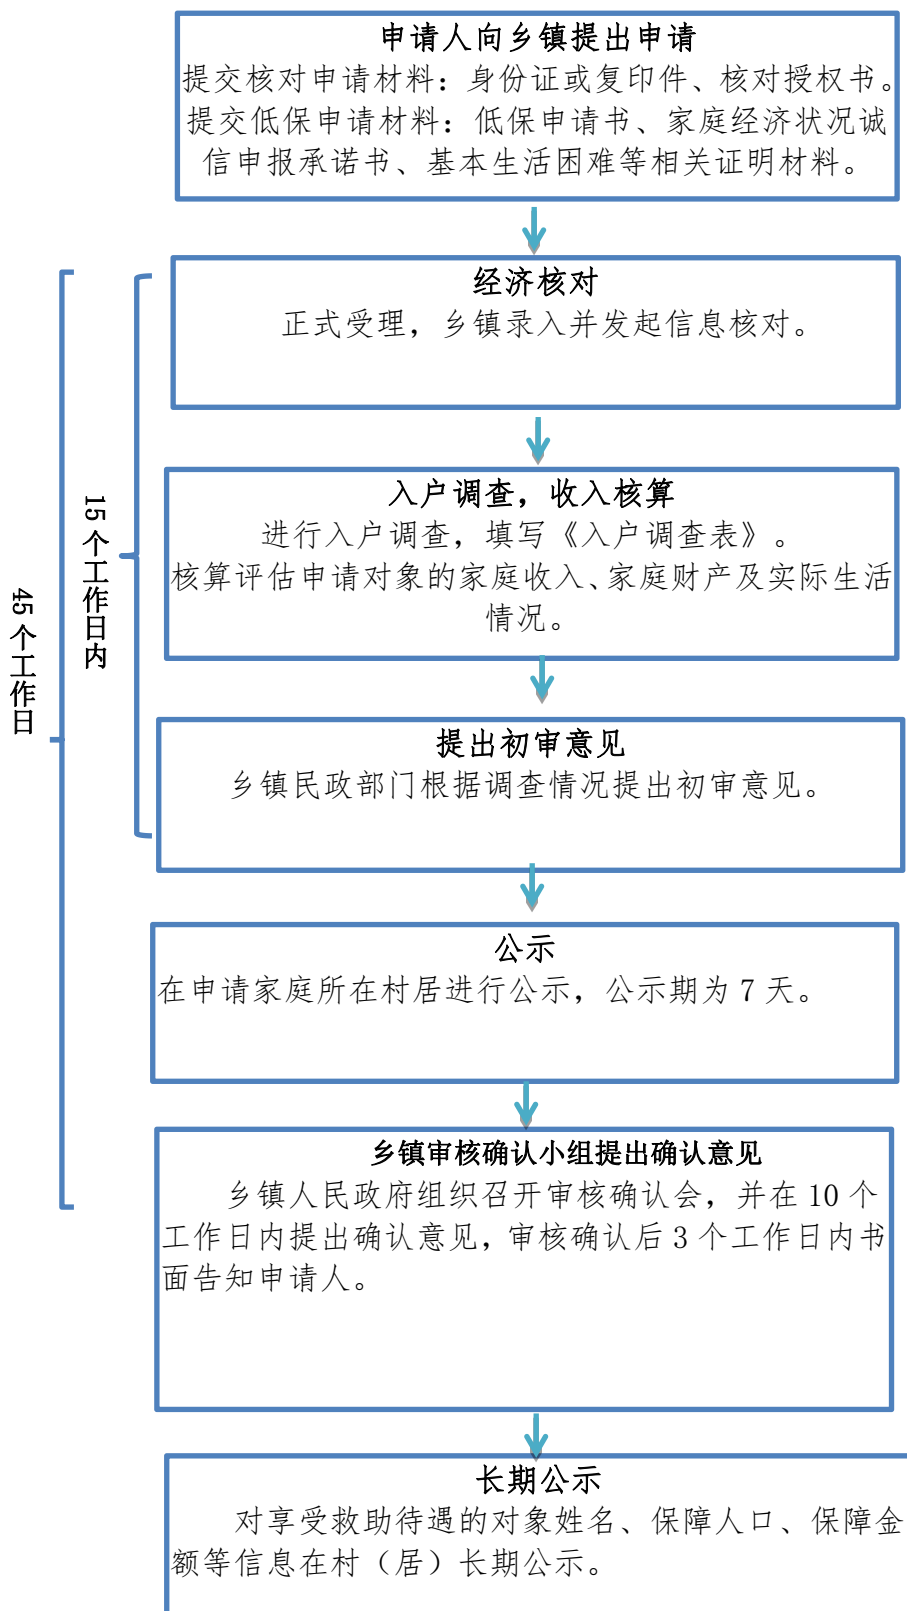 申请人向乡镇提出申请
提交核对申请材料：身份证或复印件、核对授权书。
提交低保申请材料：低保申请书、家庭经济状况诚
信申报承诺书、基本生活困难等相关证明材料。
经济核对
正式受理，乡镇录入并发起信息核对。
入户调查，收入核算
进行入户调查，填写《入户调查表》。
核算评估申请对象的家庭收入、家庭财产及实际生活
情况。
15个工作日内
45个工作日
提出初审意见
乡镇民政部门根据调查情况提出初审意见。
公示
在申请家庭所在村居进行公示，公示期为7天。
乡镇审核确认小组提出确认意见
乡镇人民政府组织召开审核确认会，并在10个
工作日内提出确认意见，审核确认后3个工作日内书
面告知申请人。
长期公示
对享受救助待遇的对象姓名、保障人口、保障金
额等信息在村（居）长期公示。